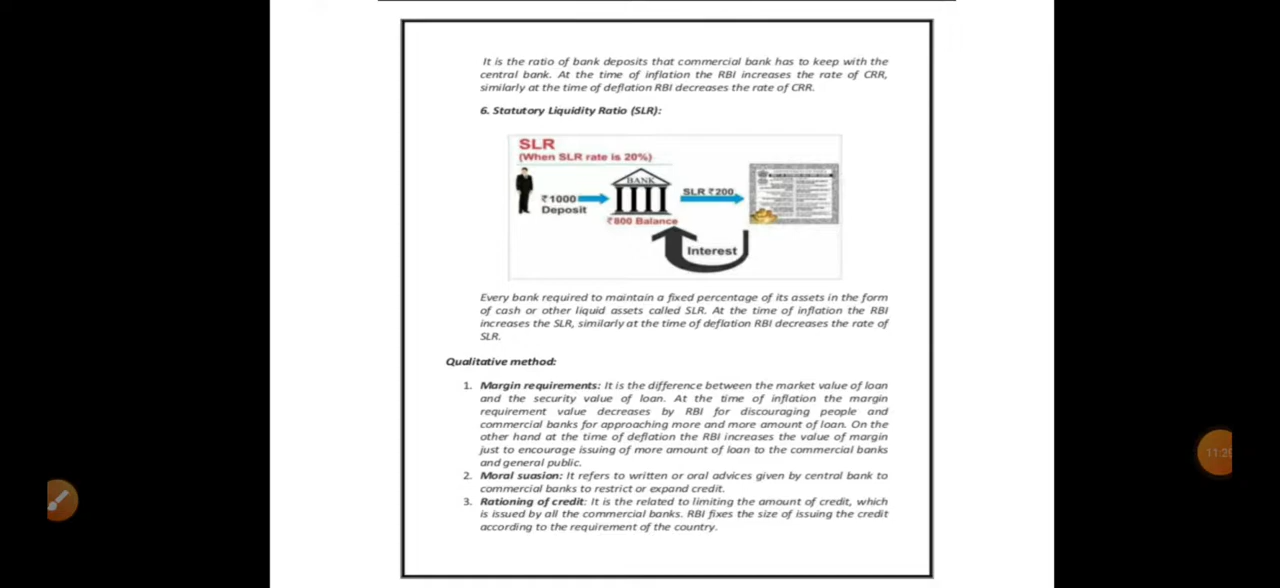 It is the ratio of bank deposits that commercial bank has to keep with the
central bank. At the time of inflation the RBI increases the rate of CRR,
similarly at the time of deflation RBI decreases the rate of CRR.
6. Statutory Liquidity Ratio (SLR):
SLR
(When SLR rate is 20%)
BANK
₹1000
Deposit
SLR ₹200
₹800 Balance
Interest
Every bank required to maintain a fixed percentage of its assets in the form
of cash or other liquid assets called SLR. At the time of inflation the RBI
increases the SLR, similarly at the time of deflation RBI decreases the rate of
SLR.
Qualitative method:
1. Margin requirements: It is the difference between the market value of loan
and the security value of loan. At the time of inflation the margin
requirement value decreases by RBI for discouraging people and
commercial banks for approaching more and more amount of loan. On the
other hand at the time of deflation the RBI increases the value of margin
just to encourage issuing of more amount of loan to the commercial banks
and general public.
2. Moral suasion: It refers to written or oral advices given by central bank to
commercial banks to restrict or expand credit.
3. Rationing of credit: It is the related to limiting the amount of credit, which
is issued by all the commercial banks. RBI fixes the size of issuing the credit
according to the requirement of the country.